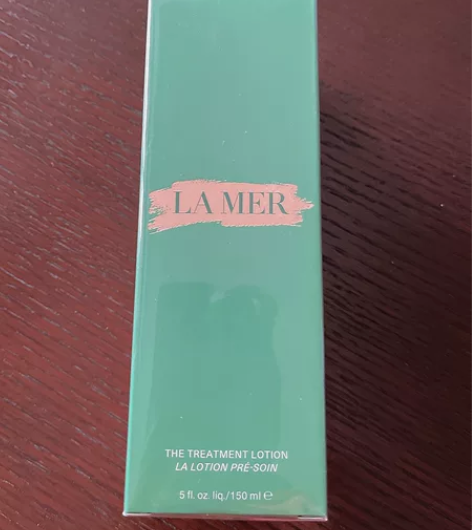 LA MER
THE TREATMENT LOTION
LA LOTION PRÉ-SOIN
5 fl. oz. liq./150 ml ℮